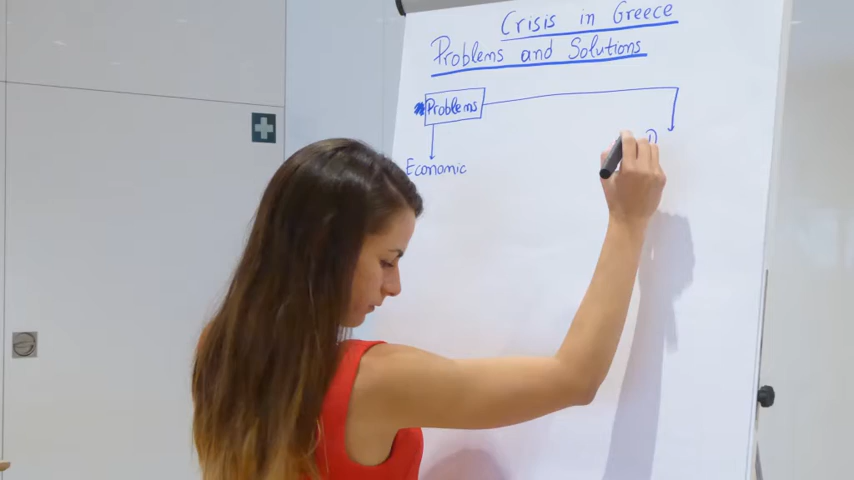 Crisis in Greece
Problems and Solutions
Problems
Economic